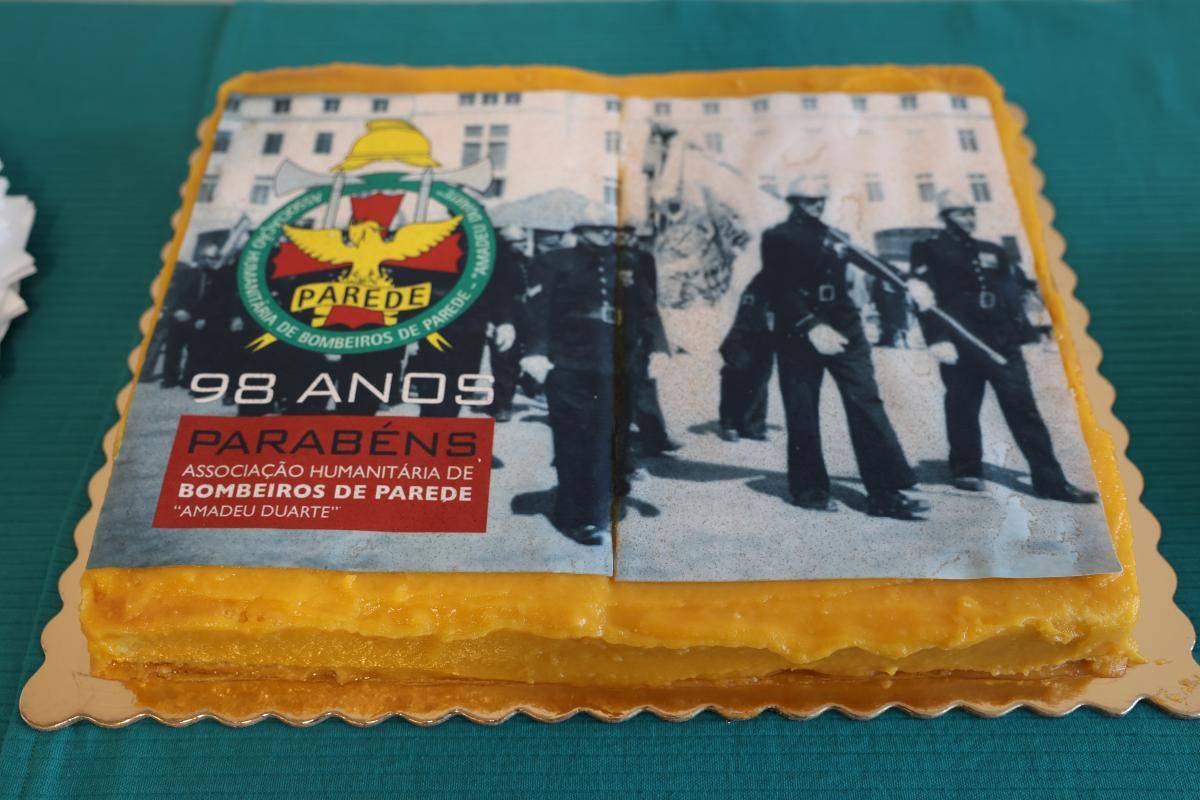 ASSOCIAÇÃO HUMANITÁRIA DE BOMBEIROS DE PAREDE - "AMADEU DUARTE"
PAREDE
98 ANOS
PARABÉNS
ASSOCIAÇÃO HUMANITÁRIA DE
BOMBEIROS DE PAREDE
"AMADEU DUARTE"